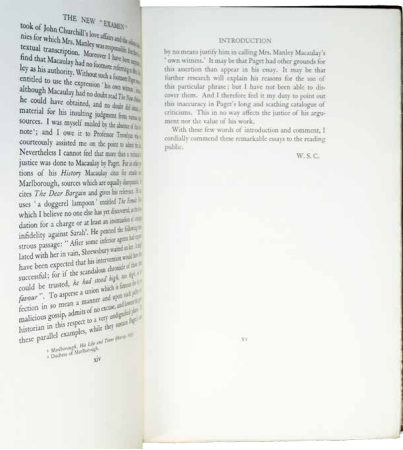 THE NEW "EXAMEN"
took of John Churchill's love affairs and the
nies for which Mrs. Manley was responsible
textual transcription. Moreover I have been
find that Macaulay had no footnote referring to
ley as his authority. Without such a footnote Paget
entitled to use the expression 'his own witness'
although Macaulay had no doubt read The New
he could have obtained, and no doubt did
material for his insulting judgment from
sources. I was myself misled by the absence of
note¹; and I owe it to Professor Trevelyan
courteously assisted me on the point to
Nevertheless I cannot feel that more than
justice was done to Macaulay by Paget. For in
tions of his History Macaulay cites for
Marlborough, sources which are equally
cites The Dear Bargain and gives his reference. He
uses 'a doggerel lampoon' entitled The Female
which I believe no one has yet discovered, as the
dation for a charge or at least an insinuation of
infidelity against Sarah². He penned the following
strous passage: "After some inferior agent had
lated with her in vain, Shrewsbury waited on her. It
have been expected that his intervention would have
successful; for if the scandalous chronicle of those
could be trusted, he had stood high, too high in
favour". To asperse a union which is famous
fection in so mean a manner and upon such
malicious gossip, admits of no excuse, and
historian in this respect to a very undignified
these parallel examples, while they support Paget
¹ Marlborough, His Life and Times
² Duchess of Marlborough.
xiv
INTRODUCTION
by no means justify him in calling Mrs. Manley Macaulay's
'own witness.' It may be that Paget had other grounds for
this assertion than appear in his essay. It may be that
further research will explain his reasons for the use of
this particular phrase; but I have not been able to dis-
cover them. And I therefore feel it my duty to point out
this inaccuracy in Paget's long and scathing catalogue of
criticisms. This in no way affects the justice of his argu-
ment nor the value of his work.
With these few words of introduction and comment, I
cordially commend these remarkable essays to the reading
public.
W. S. C.
xv